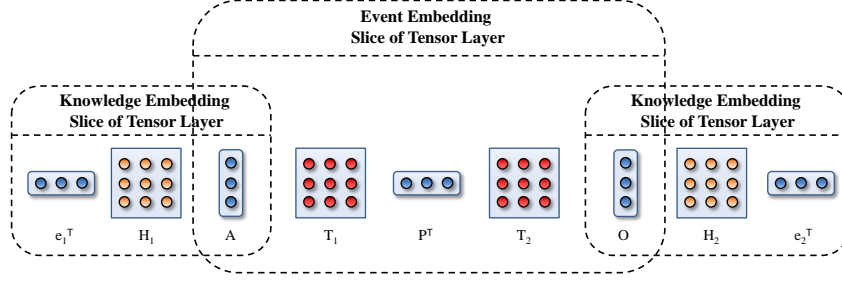 Event Embedding
Slice of Tensor Layer
Knowledge Embedding
Slice of Tensor Layer
Knowledge Embedding
Slice of Tensor Layer
e₁ᵀ H₁ A T₁ Pᵀ T₂ O H₂ e₂ᵀ